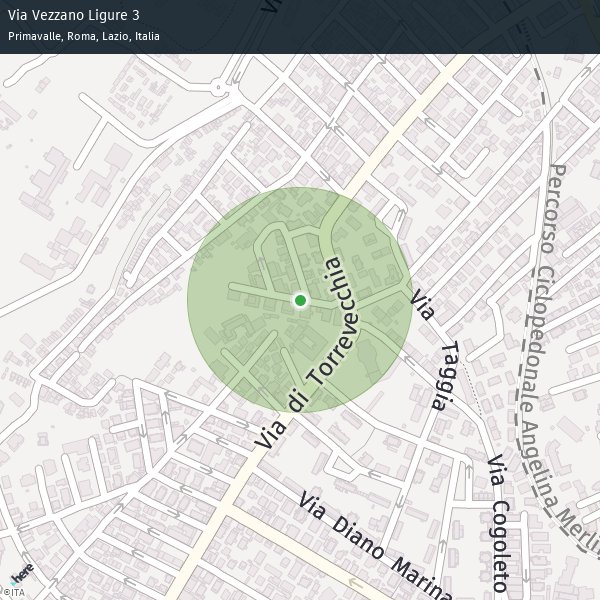 Via Vezzano Ligure 3
Primavalle, Roma, Lazio, Italia
Percorso Ciclopedonale Angelina Merlin
Via di Torrevecchia
Via Taggia
Via Cogoleto
Via Diano Marina
here
©ITA